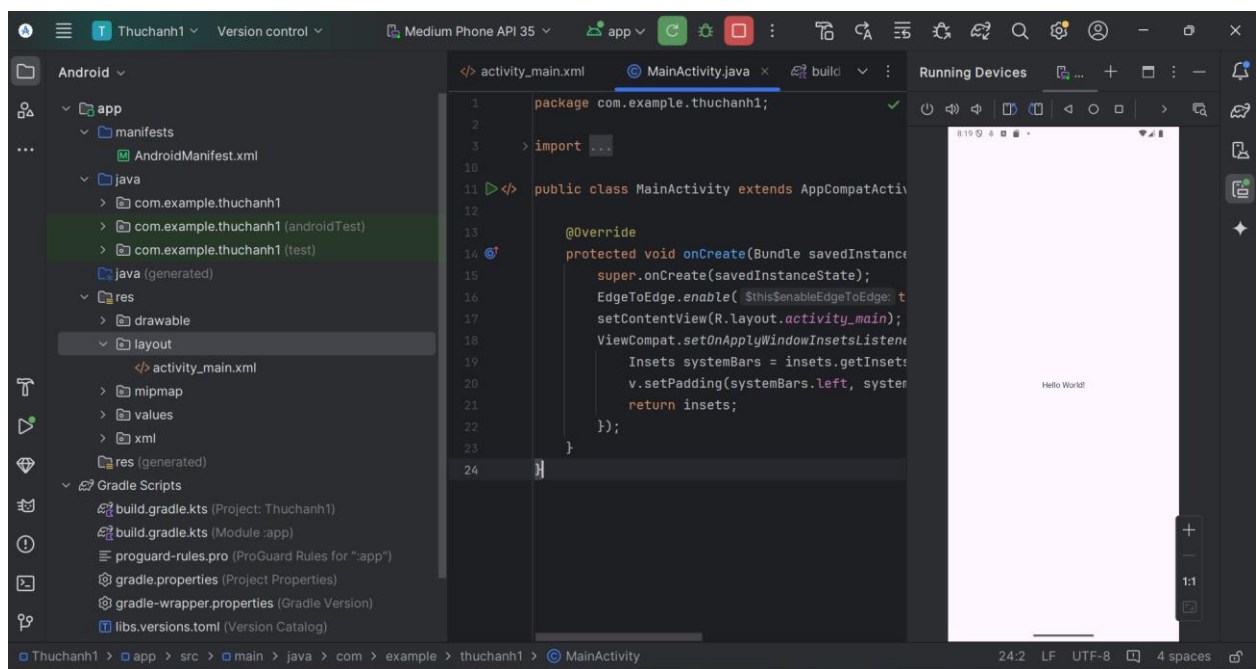 Thuchanh1
Version control
Medium Phone API 35
app
Android
app
manifests
AndroidManifest.xml
java
com.example.thuchanh1
com.example.thuchanh1 (androidTest)
com.example.thuchanh1 (test)
java (generated)
res
drawable
layout
activity_main.xml
mipmap
values
xml
res (generated)
Gradle Scripts
build.gradle.kts (Project: Thuchanh1)
build.gradle.kts (Module :app)
proguard-rules.pro (ProGuard Rules for ":app")
gradle.properties (Project Properties)
gradle-wrapper.properties (Gradle Version)
libs.versions.toml (Version Catalog)
activity_main.xml
MainActivity.java
build
1 package com.example.thuchanh1;
2
3 import ...
10
11 public class MainActivity extends AppCompatActiv
12
13 @Override
14 protected void onCreate(Bundle savedInstance
15 super.onCreate(savedInstanceState);
16 EdgeToEdge.enable( $this$enableEdgeToEdge: t
17 setContentView(R.layout.activity_main);
18 ViewCompat.setOnApplyWindowInsetsListene
19 Insets systemBars = insets.getInsets
20 v.setPadding(systemBars.left, system
21 return insets;
22 });
23 }
24 }
Running Devices
8:19
Hello World!
1:1
Thuchanh1 > app > src > main > java > com > example > thuchanh1 > MainActivity
24:2 LF UTF-8 4 spaces